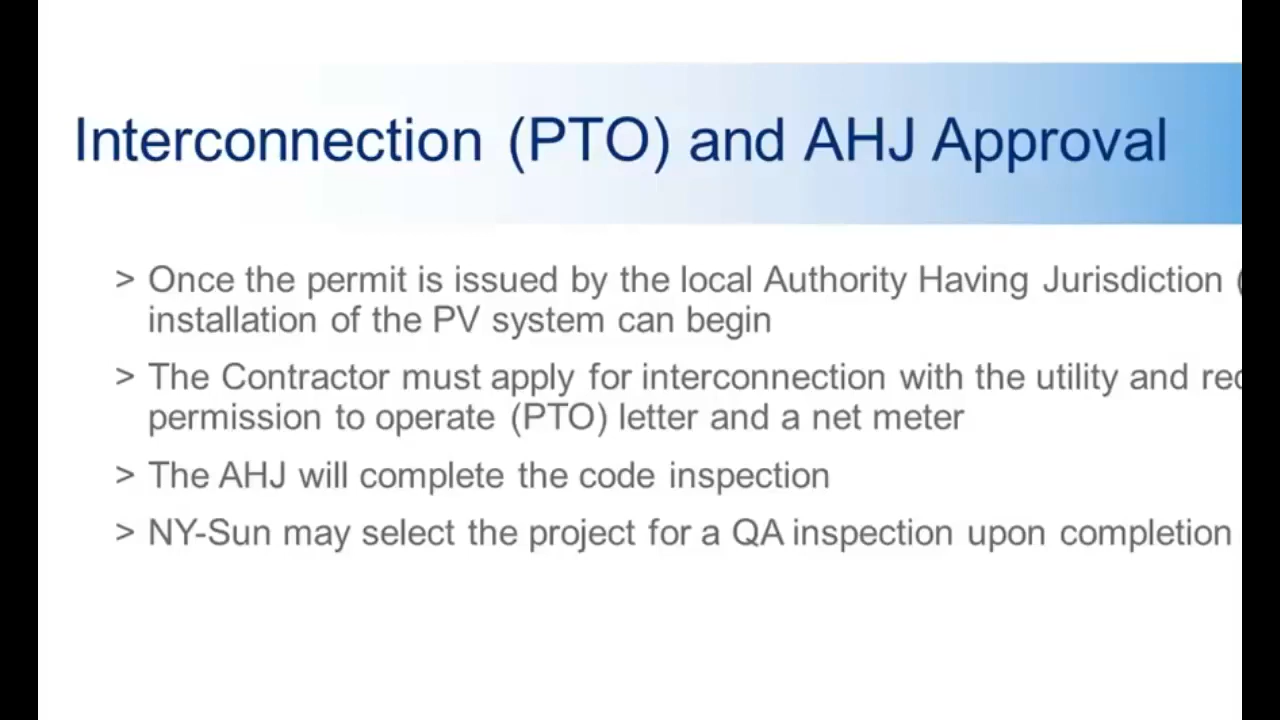 Interconnection (PTO) and AHJ Approval
> Once the permit is issued by the local Authority Having Jurisdiction (
installation of the PV system can begin
> The Contractor must apply for interconnection with the utility and
permission to operate (PTO) letter and a net meter
> The AHJ will complete the code inspection
> NY-Sun may select the project for a QA inspection upon completion